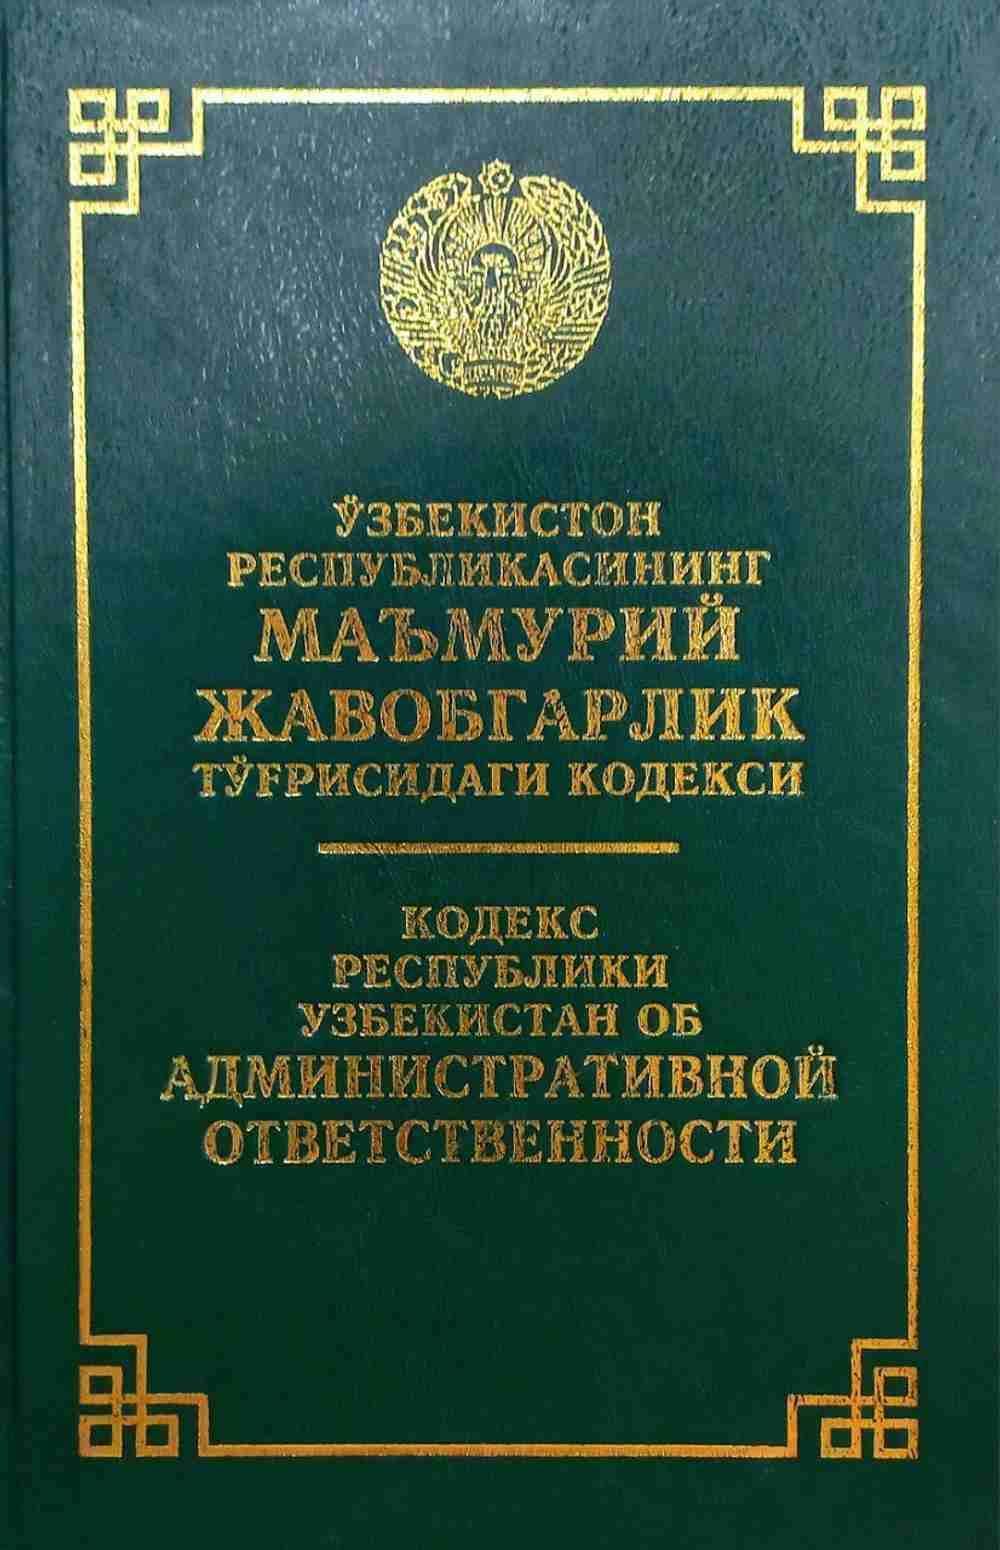 ЎЗБЕКИСТОН
РЕСПУБЛИКАСИНИНГ
МАЪМУРИЙ
ЖАВОБГАРЛИК
ТЎҒРИСИДАГИ КОДЕКСИ
КОДЕКС
РЕСПУБЛИКИ
УЗБЕКИСТАН ОБ
АДМИНИСТРАТИВНОЙ
ОТВЕТСТВЕННОСТИ